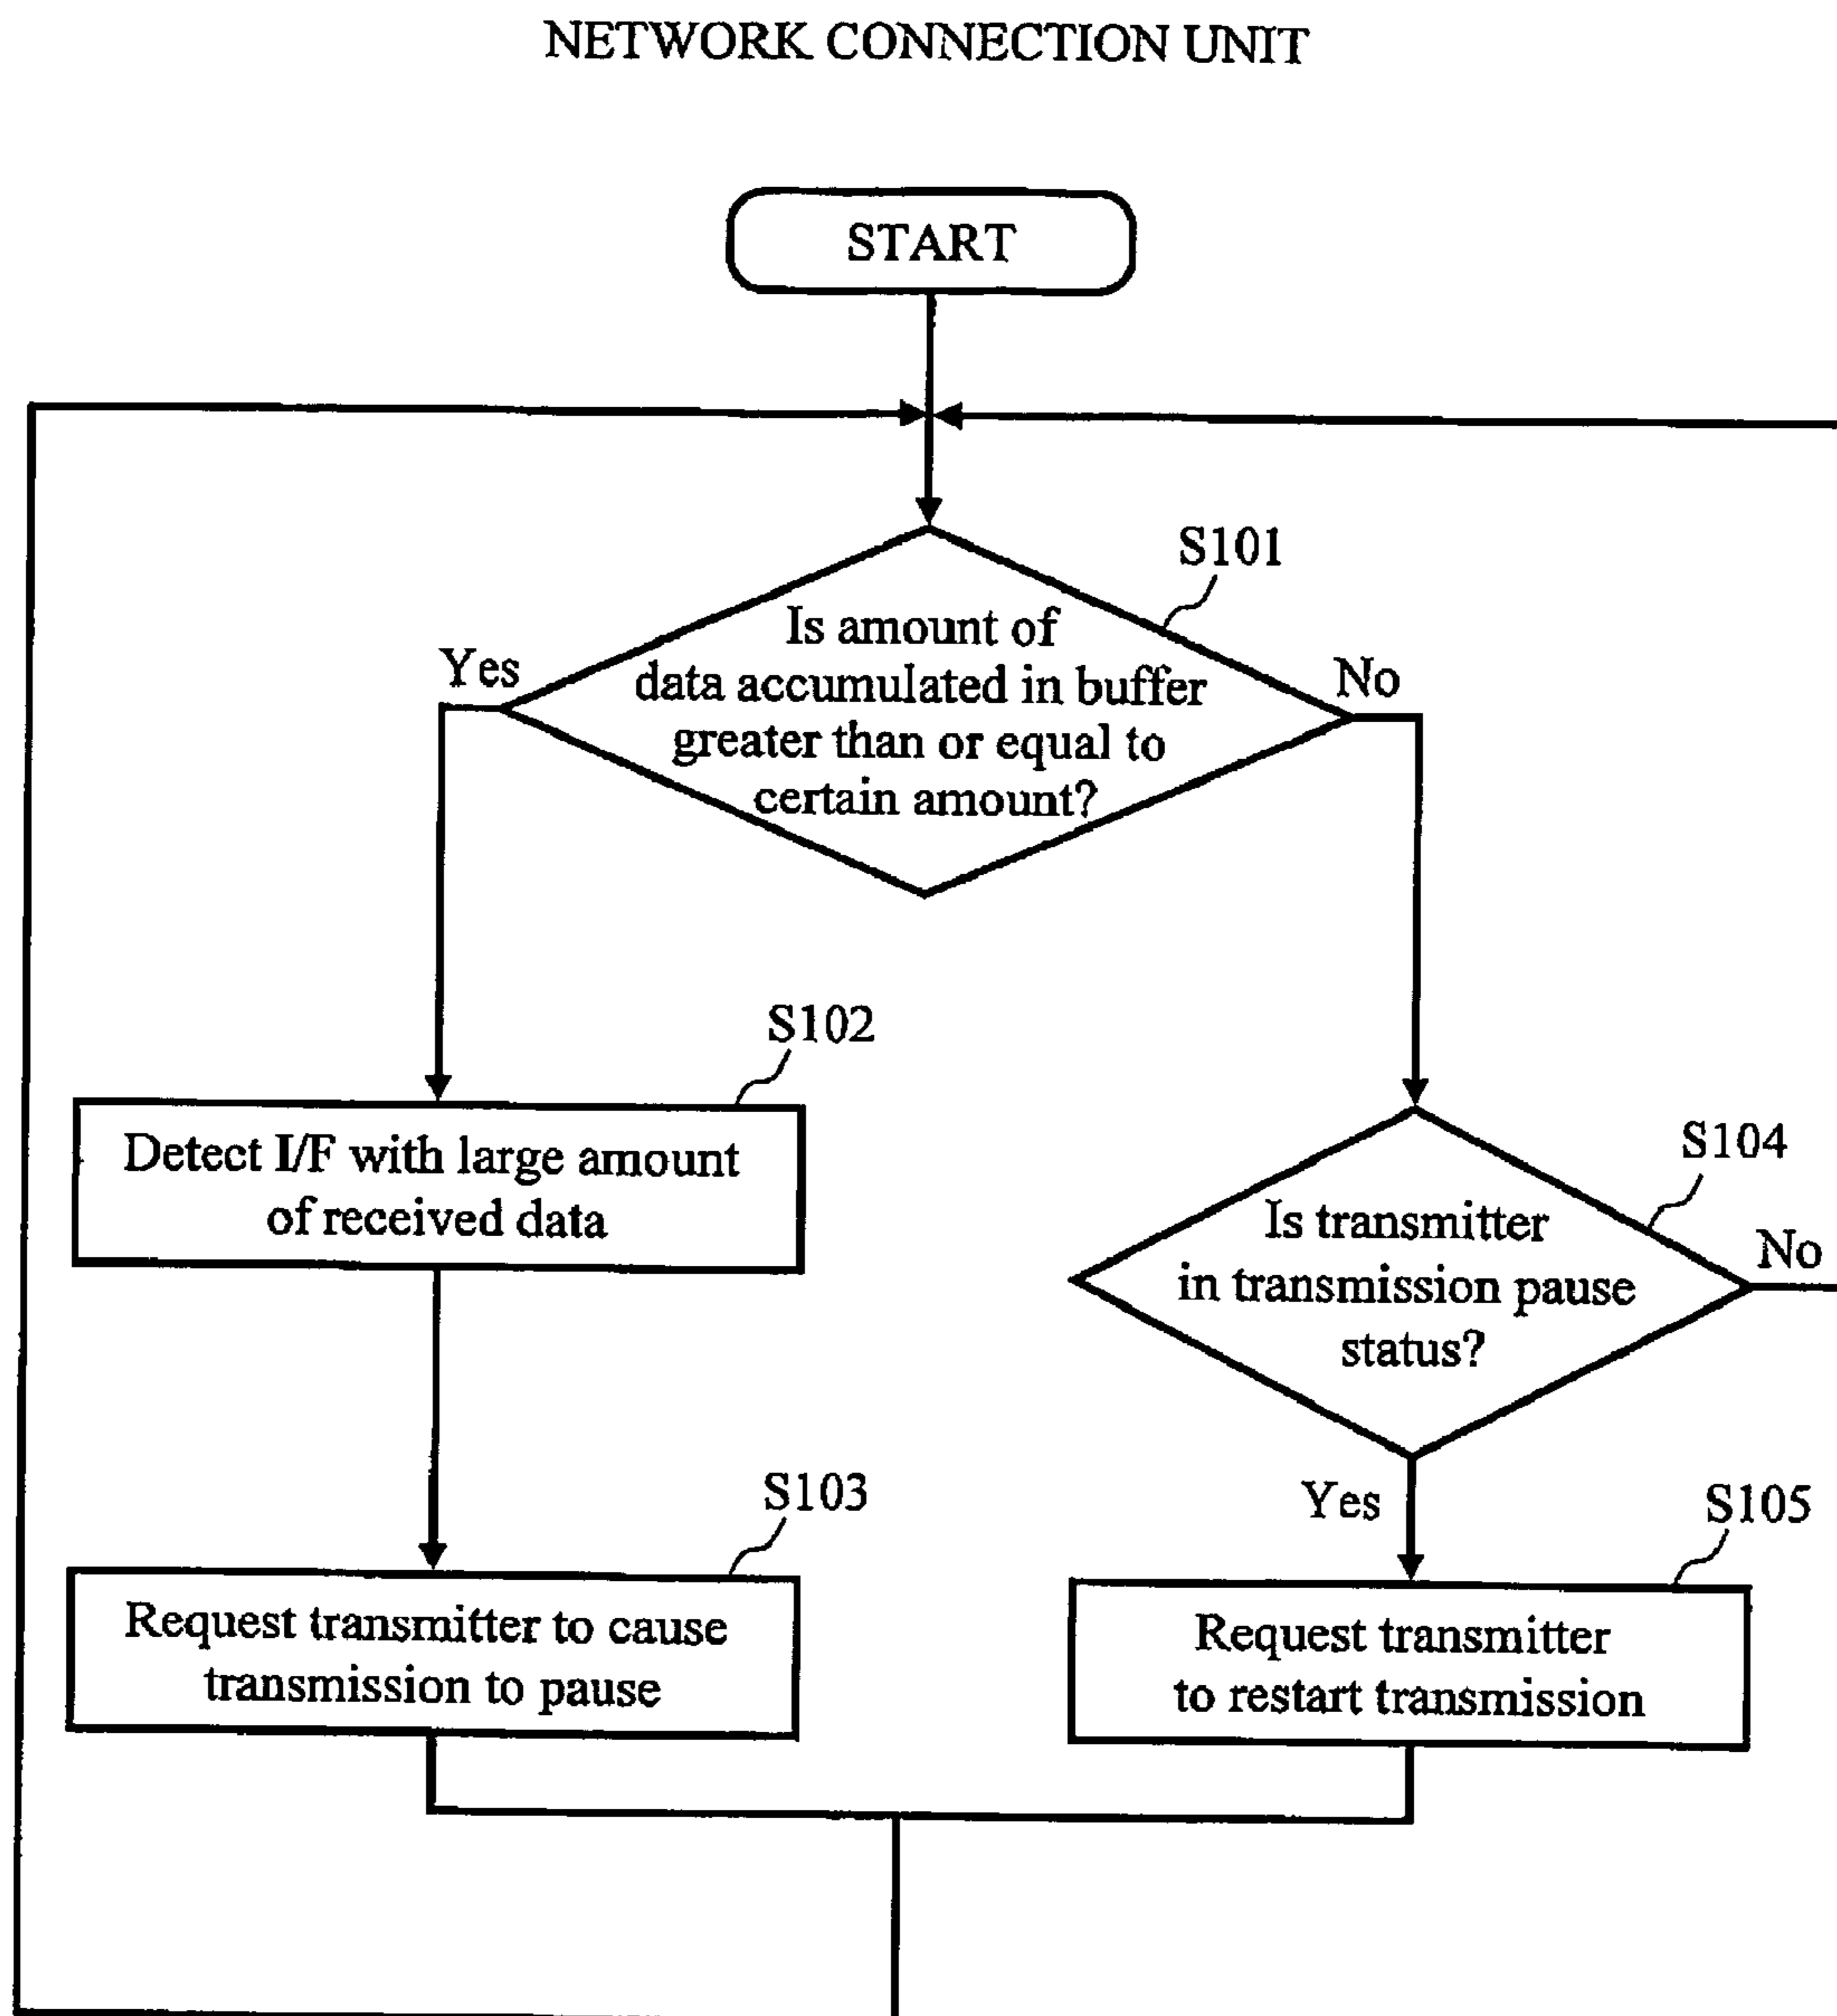 NETWORK CONNECTION UNIT
START
S101
Is amount of
data accumulated in buffer
greater than or equal to
certain amount?
Yes
No
S102
Detect I/F with large amount
of received data
S104
Is transmitter
in transmission pause
status?
No
Yes
S103
Request transmitter to cause
transmission to pause
S105
Request transmitter
to restart transmission